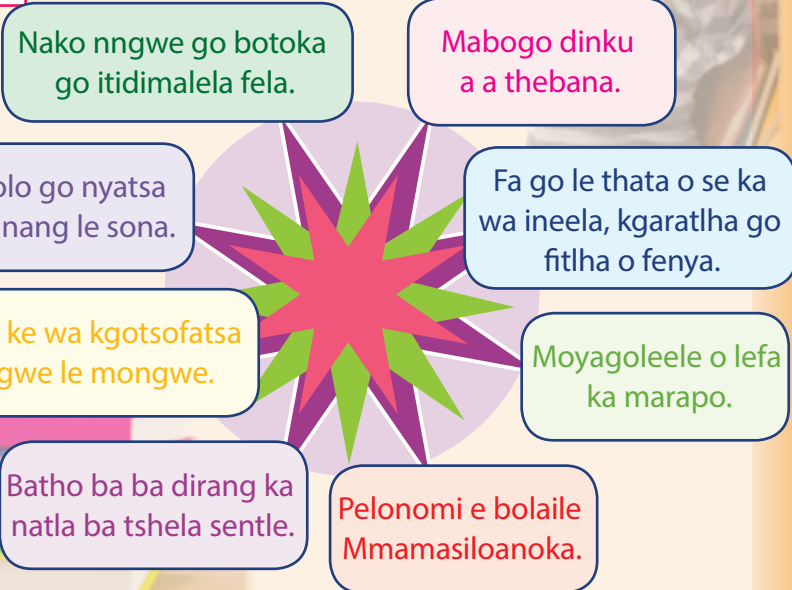 Nako nngwe go botoka
go itidimalela fela.
Mabogo dinku
a a thebana.
go nyatsa
nang le sona.
Fa go le thata o se ka
wa ineela, kgaratlha go
fitlha o fenya.
ke wa kgotsofatsa
le mongwe.
Moyagoleele o lefa
ka marapo.
Batho ba ba dirang ka
natla ba tshela sentle.
Pelonomi e bolaile
Mmamasiloanoka.